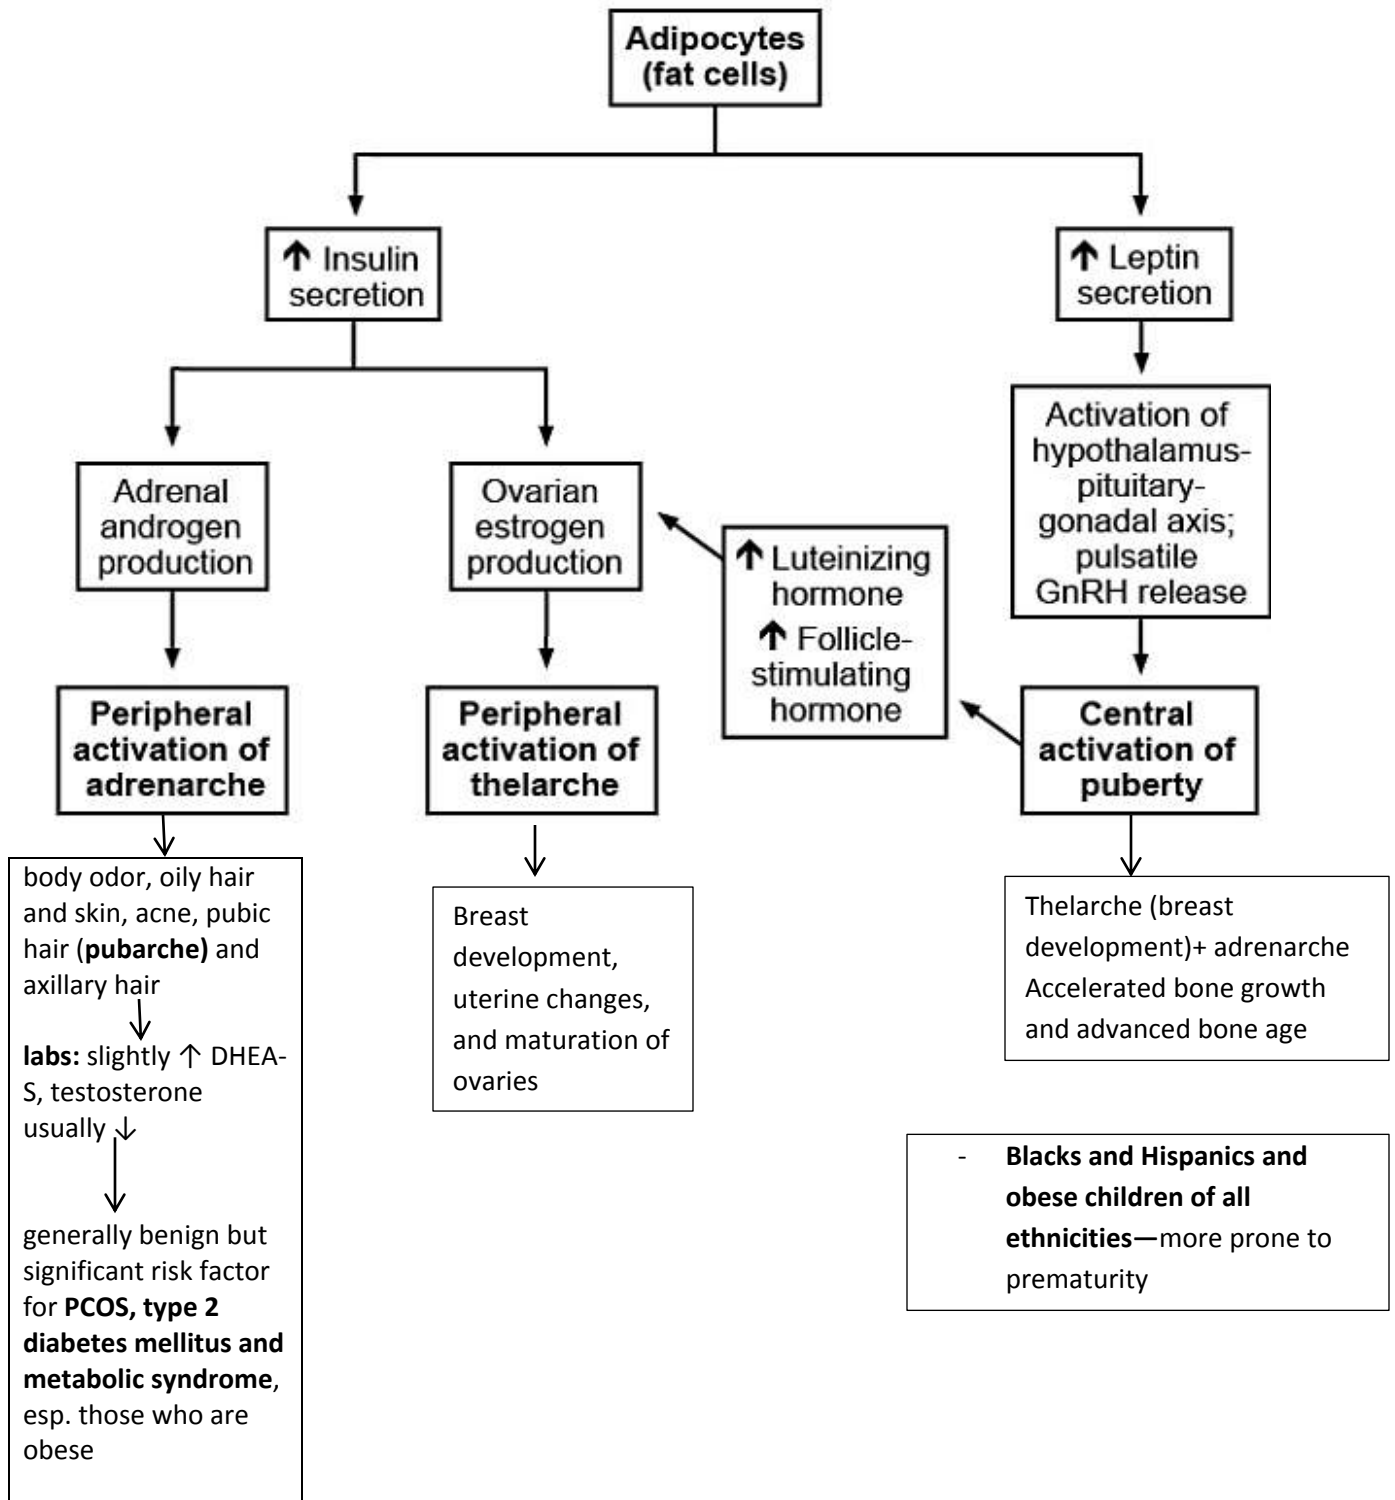 Adipocytes
(fat cells)
↑ Insulin
secretion
↑ Leptin
secretion
Adrenal
androgen
production
Ovarian
estrogen
production
↑ Luteinizing
hormone
↑ Follicle-
stimulating
hormone
Activation of
hypothalamus-
pituitary-
gonadal axis;
pulsatile
GnRH release
Peripheral
activation of
adrenarche
Peripheral
activation of
thelarche
Central
activation of
puberty
body odor, oily hair
and skin, acne, pubic
hair (pubarche) and
axillary hair
labs: slightly ↑ DHEA-
S, testosterone
usually ↓
generally benign but
significant risk factor
for PCOS, type 2
diabetes mellitus and
metabolic syndrome,
esp. those who are
obese
Breast
development,
uterine changes,
and maturation of
ovaries
Thelarche (breast
development)+ adrenarche
Accelerated bone growth
and advanced bone age
- Blacks and Hispanics and
obese children of all
ethnicities—more prone to
prematurity